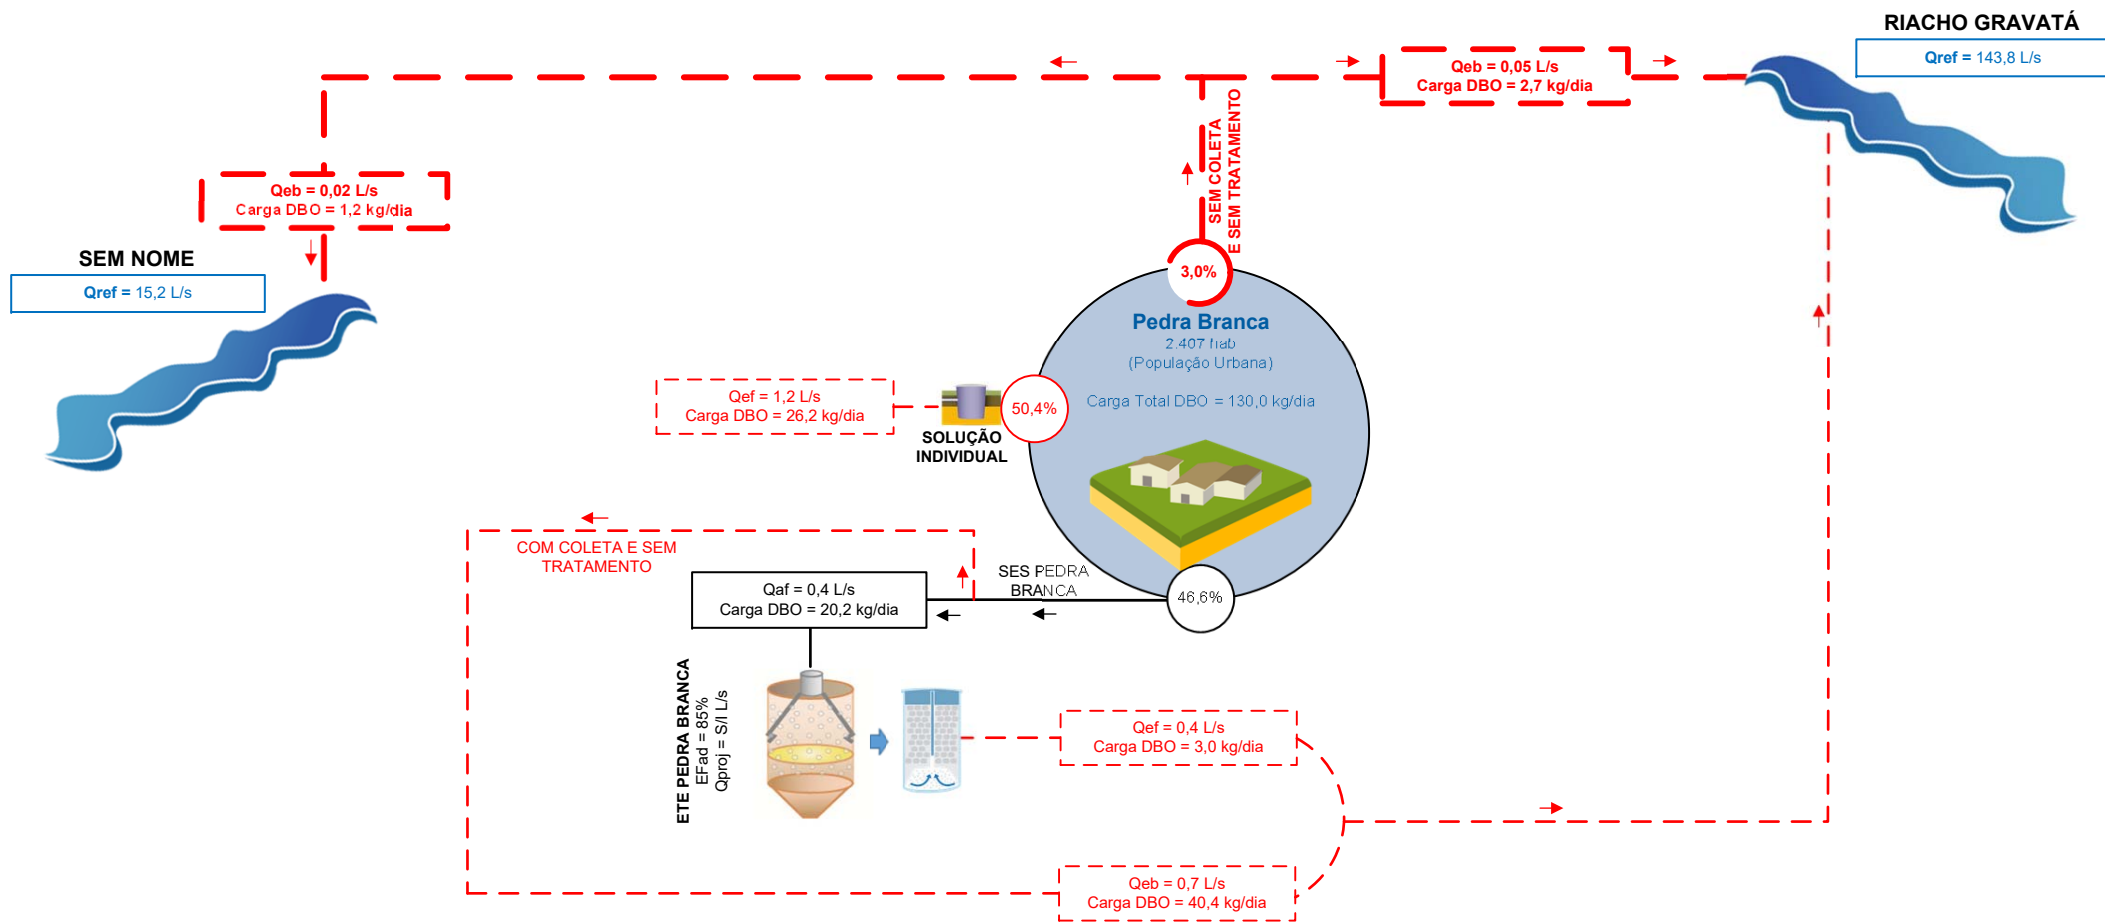 RIACHO GRAVATÁ
Qref = 143,8 L/s
Qeb = 0,05 L/s
Carga DBO = 2,7 kg/dia
SEM COLETA
E SEM TRATAMENTO
Qeb = 0,02 L/s
Carga DBO = 1,2 kg/dia
SEM NOME
Qref = 15,2 L/s
3,0%
Pedra Branca
2.407 hab
(População Urbana)
Carga Total DBO = 130,0 kg/dia
Qef = 1,2 L/s
Carga DBO = 26,2 kg/dia
50,4%
SOLUÇÃO
INDIVIDUAL
COM COLETA E SEM
TRATAMENTO
SES PEDRA
BRANCA
46,6%
Qaf = 0,4 L/s
Carga DBO = 20,2 kg/dia
ETE PEDRA BRANCA
EFad = 85%
Qproj = S/I L/s
Qef = 0,4 L/s
Carga DBO = 3,0 kg/dia
Qeb = 0,7 L/s
Carga DBO = 40,4 kg/dia